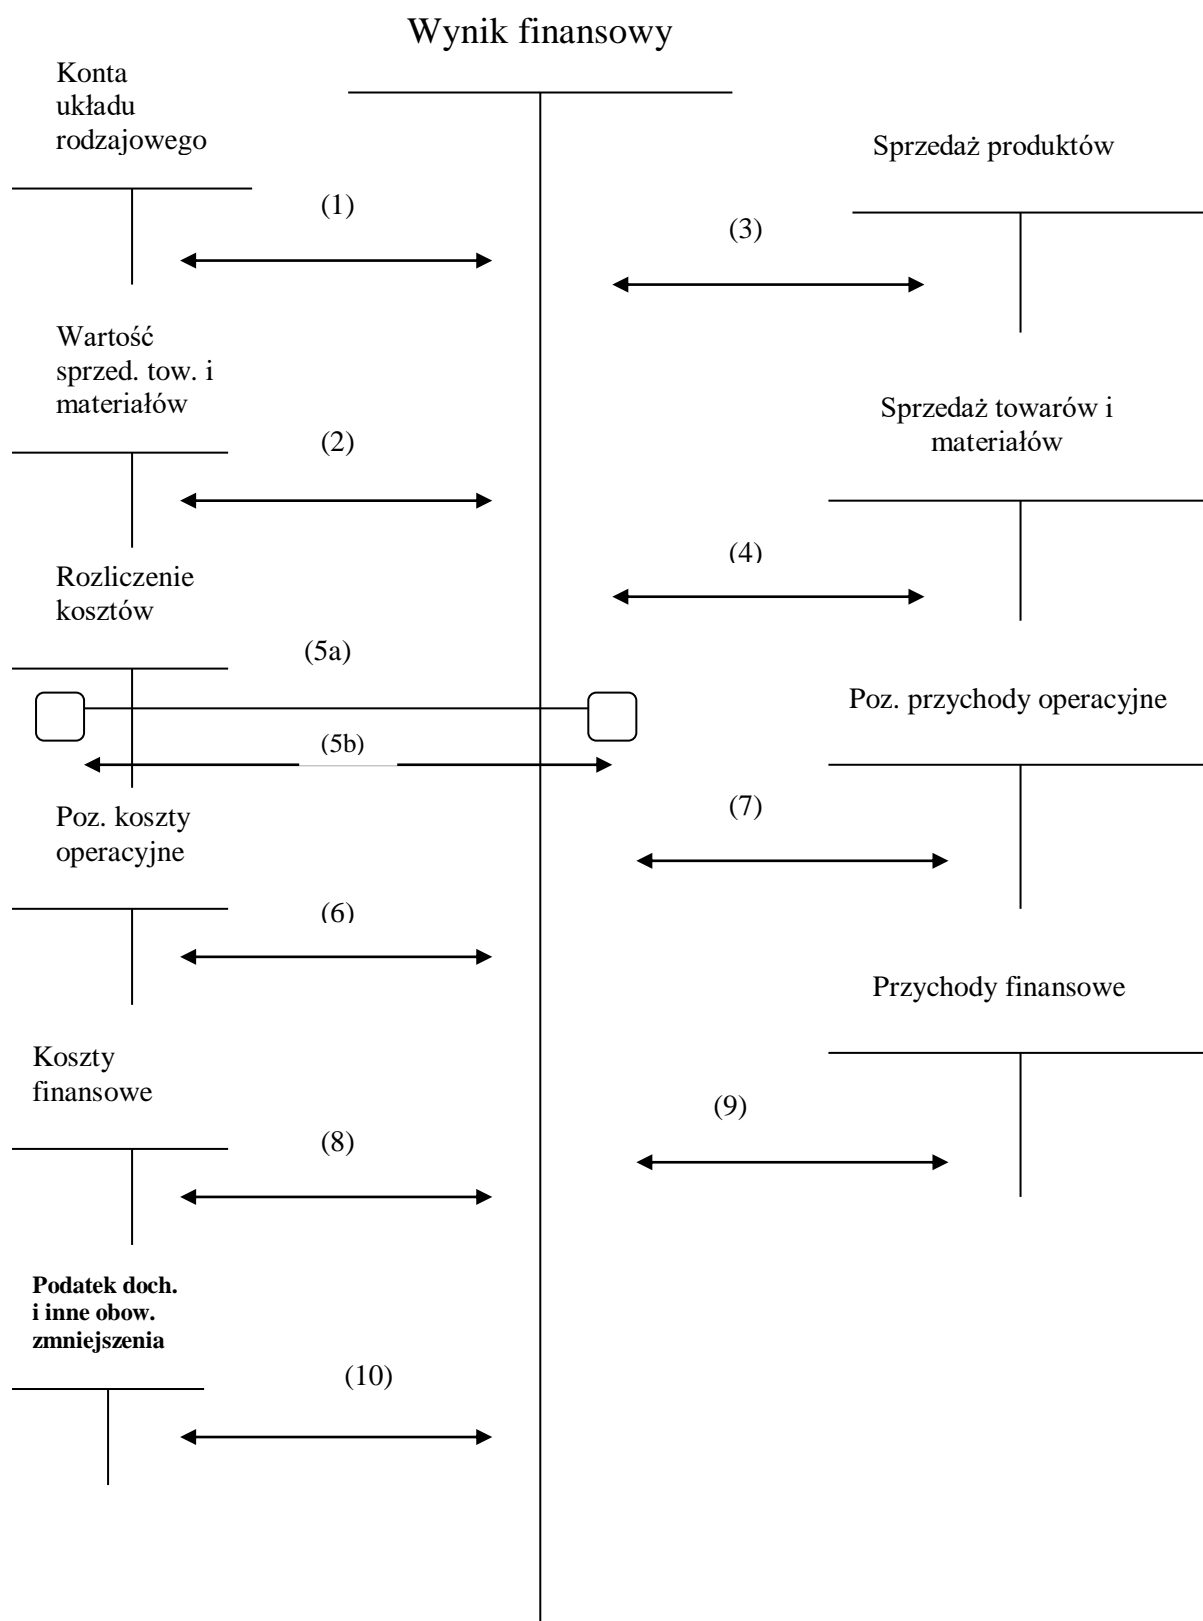 Wynik finansowy
Konta
układu
rodzajowego
Sprzedaż produktów
(1)
(3)
Wartość
sprzed. tow. i
materiałów
Sprzedaż towarów i
materiałów
(2)
(4)
Rozliczenie
kosztów
(5a)
Poz. przychody operacyjne
(5b)
(7)
Poz. koszty
operacyjne
(6)
Przychody finansowe
Koszty
finansowe
(9)
(8)
Podatek doch.
i inne obow.
zmniejszenia
(10)